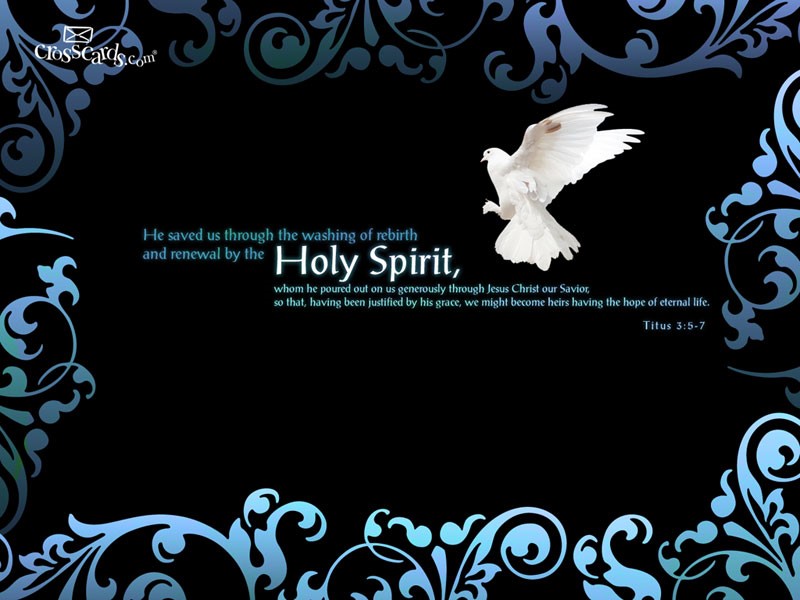 crosscards.com®
He saved us through the washing of rebirth
and renewal by the Holy Spirit,
whom he poured out on us generously through Jesus Christ our Savior,
so that, having been justified by his grace, we might become heirs having the hope of eternal life.
Titus 3:5-7